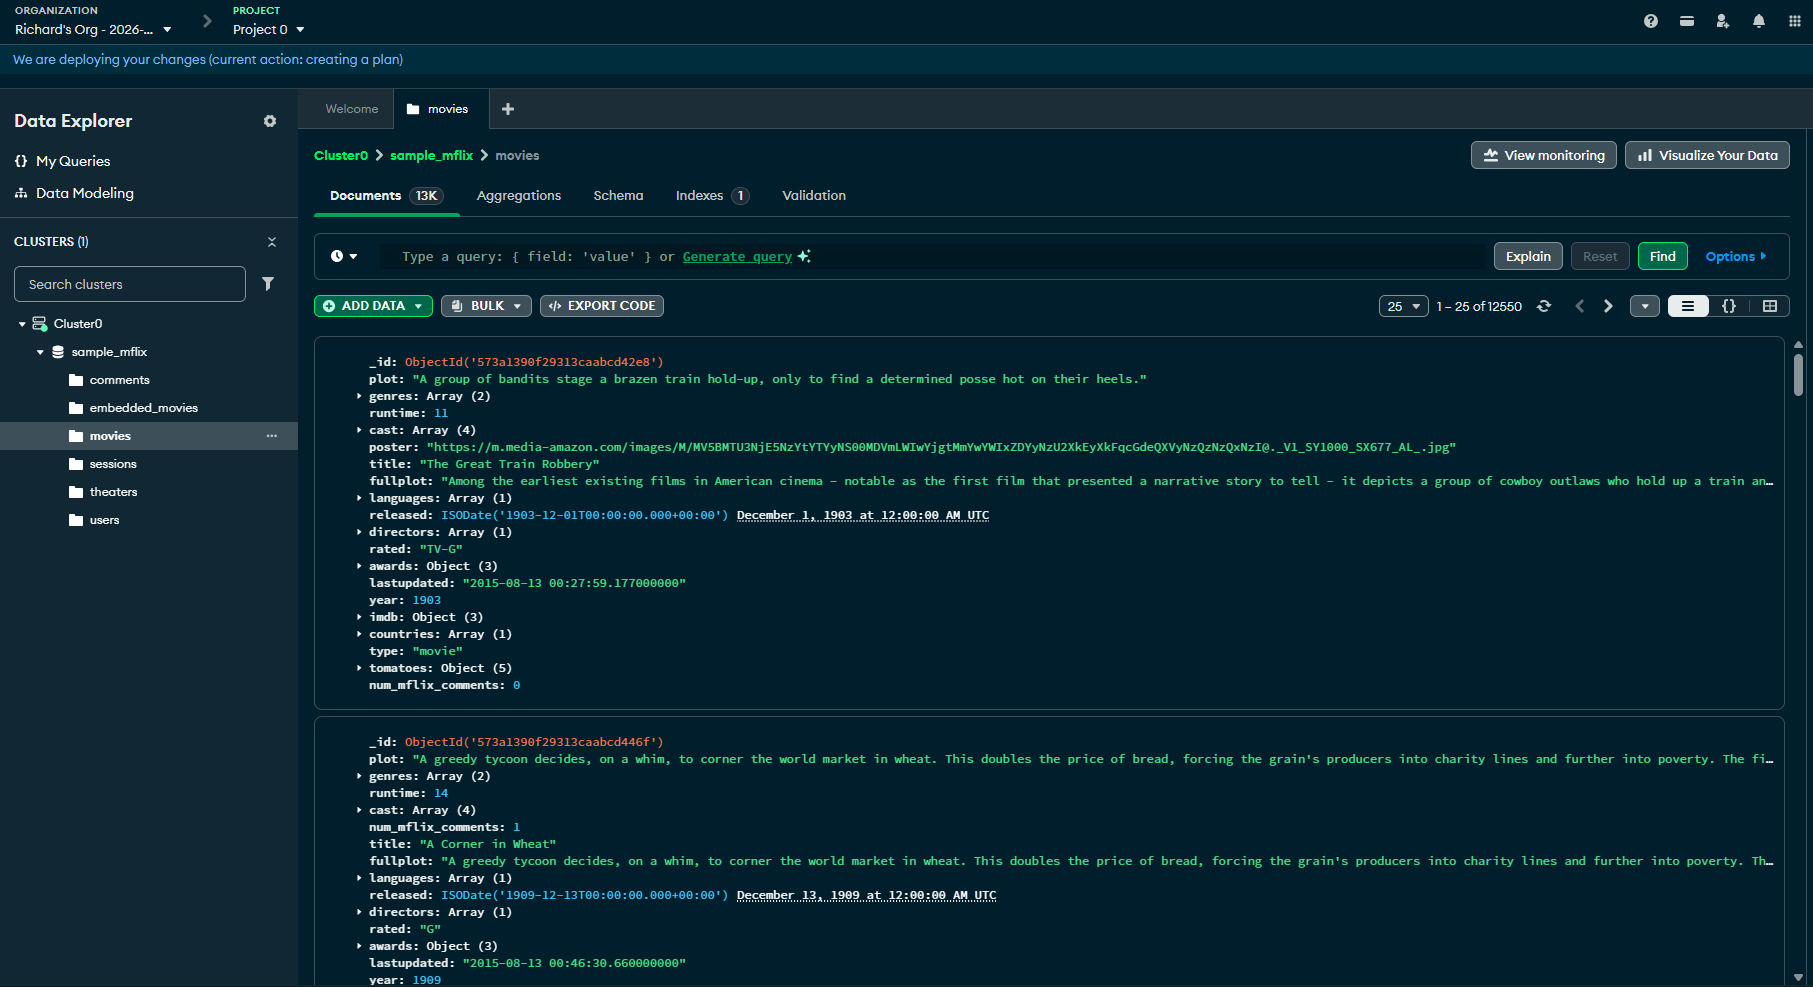 ORGANIZATION
Richard's Org - 2026-...
PROJECT
Project 0
We are deploying your changes (current action: creating a plan)
Data Explorer
My Queries
Data Modeling
CLUSTERS (1)
Search clusters
Cluster0
sample_mflix
comments
embedded_movies
movies
sessions
theaters
users
Welcome
movies
Cluster0 > sample_mflix > movies
View monitoring
Visualize Your Data
Documents 13K
Aggregations
Schema
Indexes 1
Validation
Type a query: { field: 'value' } or Generate query
Explain
Reset
Find
Options
ADD DATA
BULK
EXPORT CODE
25
1 – 25 of 12550
_id: ObjectId('573a1390f29313caabcd42e8')
plot: "A group of bandits stage a brazen train hold-up, only to find a determined posse hot on their heels."
genres: Array (2)
runtime: 11
cast: Array (4)
poster: "https://m.media-amazon.com/images/M/MV5BMTU3NjE5NzYtYTYyNS00MDVmLWIwYjgtMmYwYWIxZDYyNzU2XkEyXkFqcGdeQXVyNzQzNzQxNzI@._V1_SY1000_SX677_AL_.jpg"
title: "The Great Train Robbery"
fullplot: "Among the earliest existing films in American cinema – notable as the first film that presented a narrative story to tell – it depicts a group of cowboy outlaws who hold up a train an…
languages: Array (1)
released: ISODate('1903-12-01T00:00:00.000+00:00') December 1, 1903 at 12:00:00 AM UTC
directors: Array (1)
rated: "TV-G"
awards: Object (3)
lastupdated: "2015-08-13 00:27:59.177000000"
year: 1903
imdb: Object (3)
countries: Array (1)
type: "movie"
tomatoes: Object (5)
num_mflix_comments: 0
_id: ObjectId('573a1390f29313caabcd446f')
plot: "A greedy tycoon decides, on a whim, to corner the world market in wheat. This doubles the price of bread, forcing the grain's producers into charity lines and further into poverty. The fi…
genres: Array (2)
runtime: 14
cast: Array (4)
num_mflix_comments: 1
title: "A Corner in Wheat"
fullplot: "A greedy tycoon decides, on a whim, to corner the world market in wheat. This doubles the price of bread, forcing the grain's producers into charity lines and further into poverty. Th…
languages: Array (1)
released: ISODate('1909-12-13T00:00:00.000+00:00') December 13, 1909 at 12:00:00 AM UTC
directors: Array (1)
rated: "G"
awards: Object (3)
lastupdated: "2015-08-13 00:46:30.660000000"
year: 1909